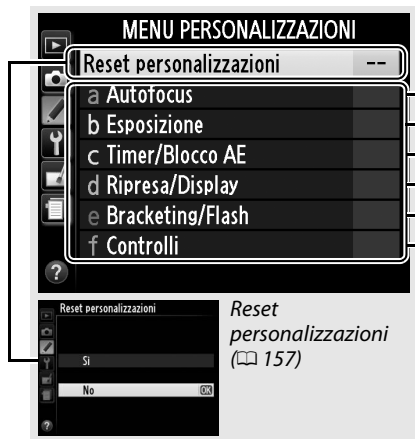 MENU PERSONALIZZAZIONI
Reset personalizzazioni --
a Autofocus
b Esposizione
c Timer/Blocco AE
d Ripresa/Display
e Bracketing/Flash
f Controlli
?
Reset personalizzazioni
Sì
No OK
?
Reset
personalizzazioni
(📖 157)